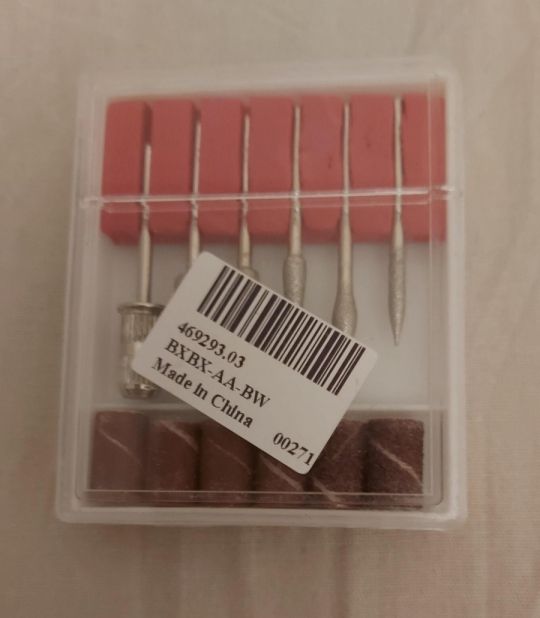 469293.03
BXBX-AA-BW
Made in China
00271